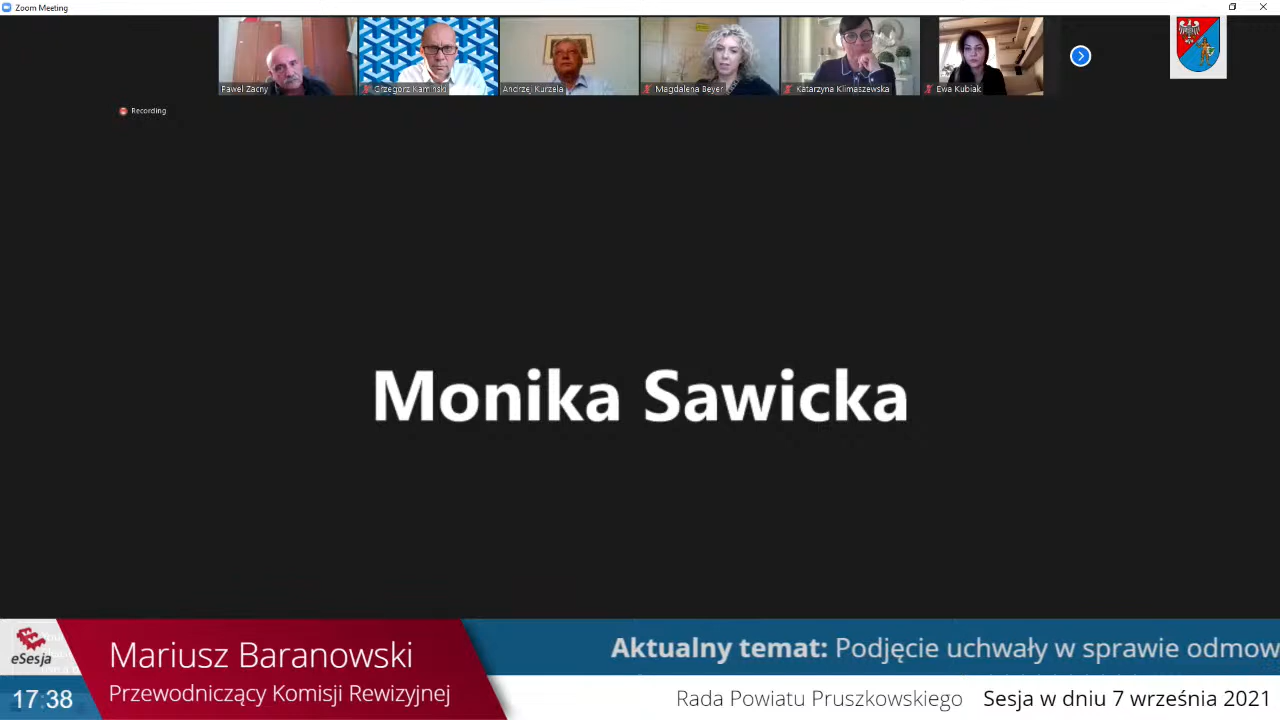 Zoom Meeting
Paweł Zacny
Grzegorz Kamiński
Andrzej Kurzela
Magdalena Beyer
Katarzyna Klimaszewska
Ewa Kubiak
Recording
Monika Sawicka
eSesja
Mariusz Baranowski
Przewodniczący Komisji Rewizyjnej
Aktualny temat: Podjęcie uchwały w sprawie odmow
17:38
Rada Powiatu Pruszkowskiego Sesja w dniu 7 września 2021